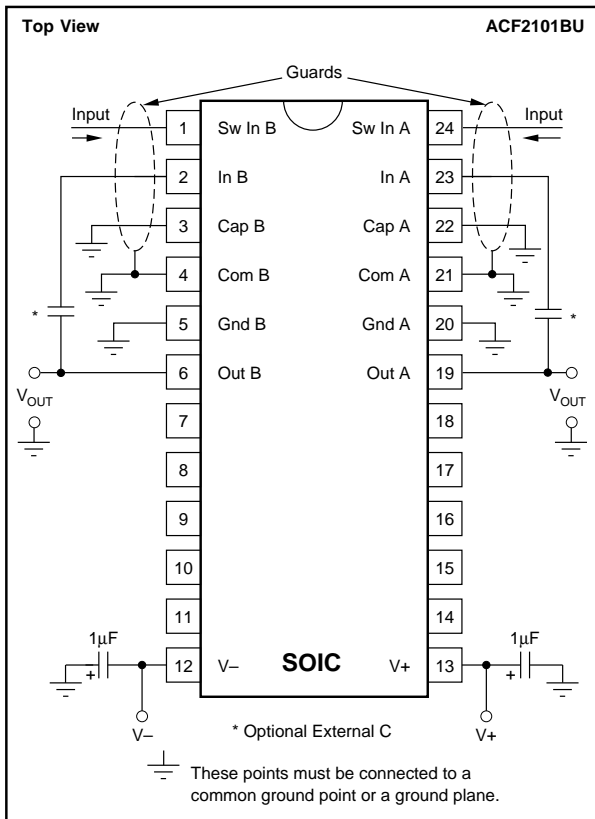 Top View ACF2101BU
Guards
Input Input
1 Sw In B Sw In A 24
2 In B In A 23
3 Cap B Cap A 22
4 Com B Com A 21
* *
5 Gnd B Gnd A 20
6 Out B Out A 19
VOUT VOUT
7 18
8 17
9 16
10 15
11 14
1µF 1µF
12 V– SOIC V+ 13
+ +
V– * Optional External C V+
These points must be connected to a
common ground point or a ground plane.